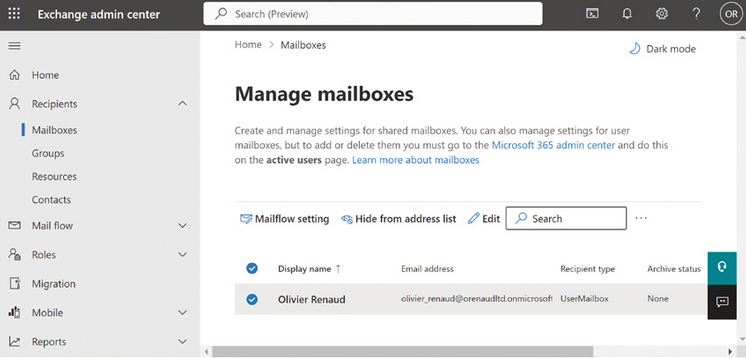 Exchange admin center
Search (Preview)
?
OR
Home
Recipients
Mailboxes
Groups
Resources
Contacts
Mail flow
Roles
Migration
Mobile
Reports
Home > Mailboxes
Dark mode
Manage mailboxes
Create and manage settings for shared mailboxes. You can also manage settings for user
mailboxes, but to add or delete them you must go to the Microsoft 365 admin center and do this
on the active users page. Learn more about mailboxes
Mailflow setting Hide from address list Edit Search ...
Display name ↑ Email address Recipient type Archive status
Olivier Renaud olivier_renaud@orenaudltd.onmicrosoft UserMailbox None